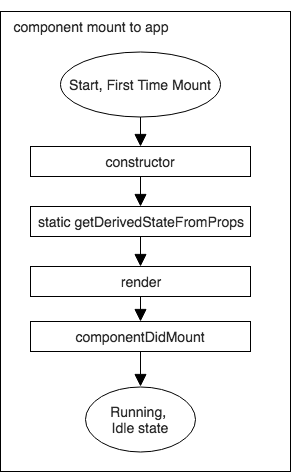 component mount to app
Start, First Time Mount
constructor
static getDerivedStateFromProps
render
componentDidMount
Running,
Idle state